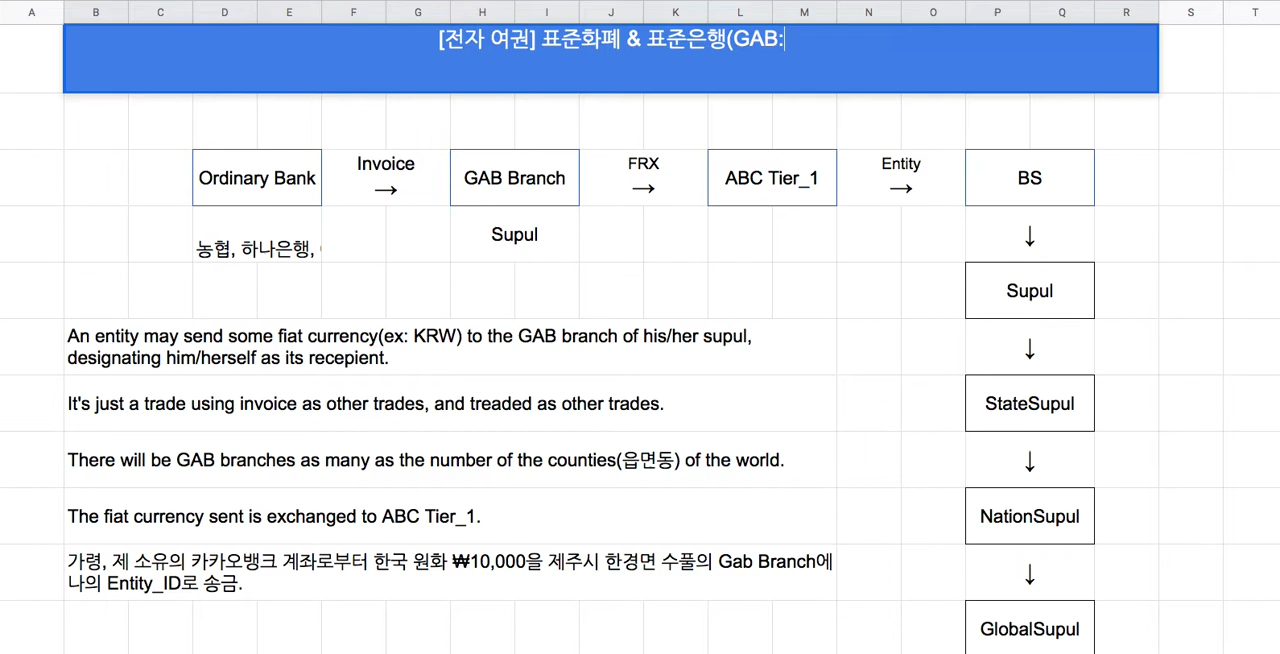 A B C D E F G H I J K L M N O P Q R S T
[전자 여권] 표준화폐 & 표준은행(GAB:
Ordinary Bank
Invoice
→
GAB Branch
FRX
→
ABC Tier_1
Entity
→
BS
농협, 하나은행,
Supul
↓
Supul
An entity may send some fiat currency(ex: KRW) to the GAB branch of his/her supul,
designating him/herself as its recepient.
↓
It's just a trade using invoice as other trades, and treaded as other trades.
StateSupul
There will be GAB branches as many as the number of the counties(읍면동) of the world.
↓
The fiat currency sent is exchanged to ABC Tier_1.
NationSupul
가령, 제 소유의 카카오뱅크 계좌로부터 한국 원화 ₩10,000을 제주시 한경면 수풀의 Gab Branch에
나의 Entity_ID로 송금.
↓
GlobalSupul